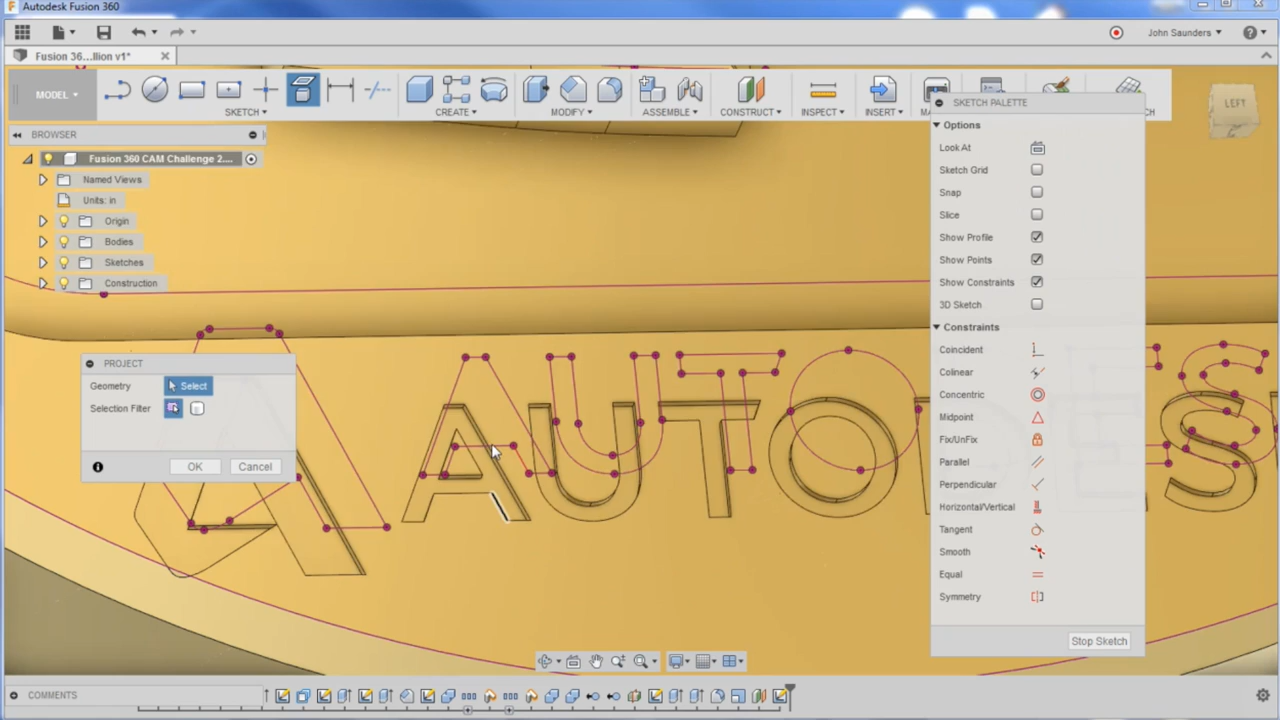 Autodesk Fusion 360
John Saunders
Fusion 36...llion v1*
MODEL
SKETCH
CREATE
MODIFY
ASSEMBLE
CONSTRUCT
INSPECT
INSERT
LEFT
BROWSER
Fusion 360 CAM Challenge 2....
Named Views
Units: in
Origin
Bodies
Sketches
Construction
PROJECT
Geometry
Select
Selection Filter
OK
Cancel
SKETCH PALETTE
Options
Look At
Sketch Grid
Snap
Slice
Show Profile
Show Points
Show Constraints
3D Sketch
Constraints
Coincident
Colinear
Concentric
Midpoint
Fix/UnFix
Parallel
Perpendicular
Horizontal/Vertical
Tangent
Smooth
Equal
Symmetry
Stop Sketch
COMMENTS